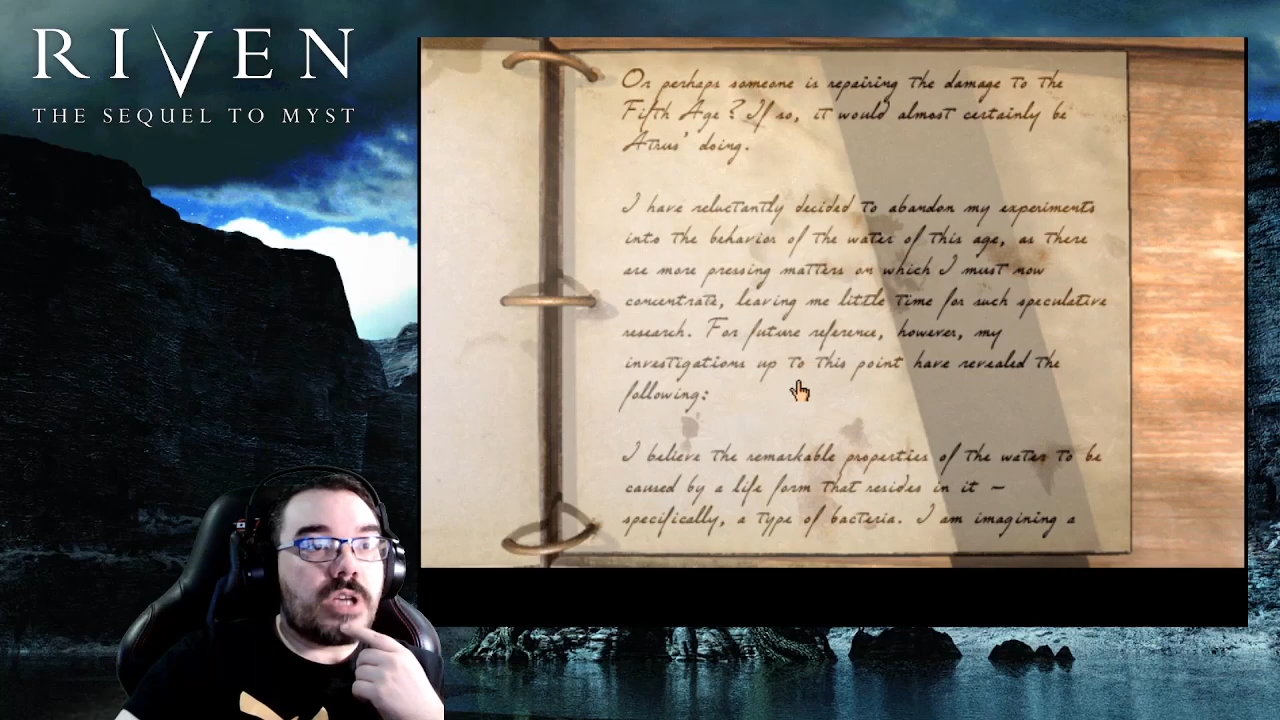 RIVEN
THE SEQUEL TO MYST
Or perhaps someone is repairing the damage to the
Fifth Age? If so, it would almost certainly be
Atrus' doing.
I have reluctantly decided to abandon my experiments
into the behavior of the water of this age, as there
are more pressing matters on which I must now
concentrate, leaving me little time for such speculative
research. For future reference, however, my
investigations up to this point have revealed the
following:
I believe the remarkable properties of the water to be
caused by a life form that resides in it –
specifically, a type of bacteria. I am imagining a